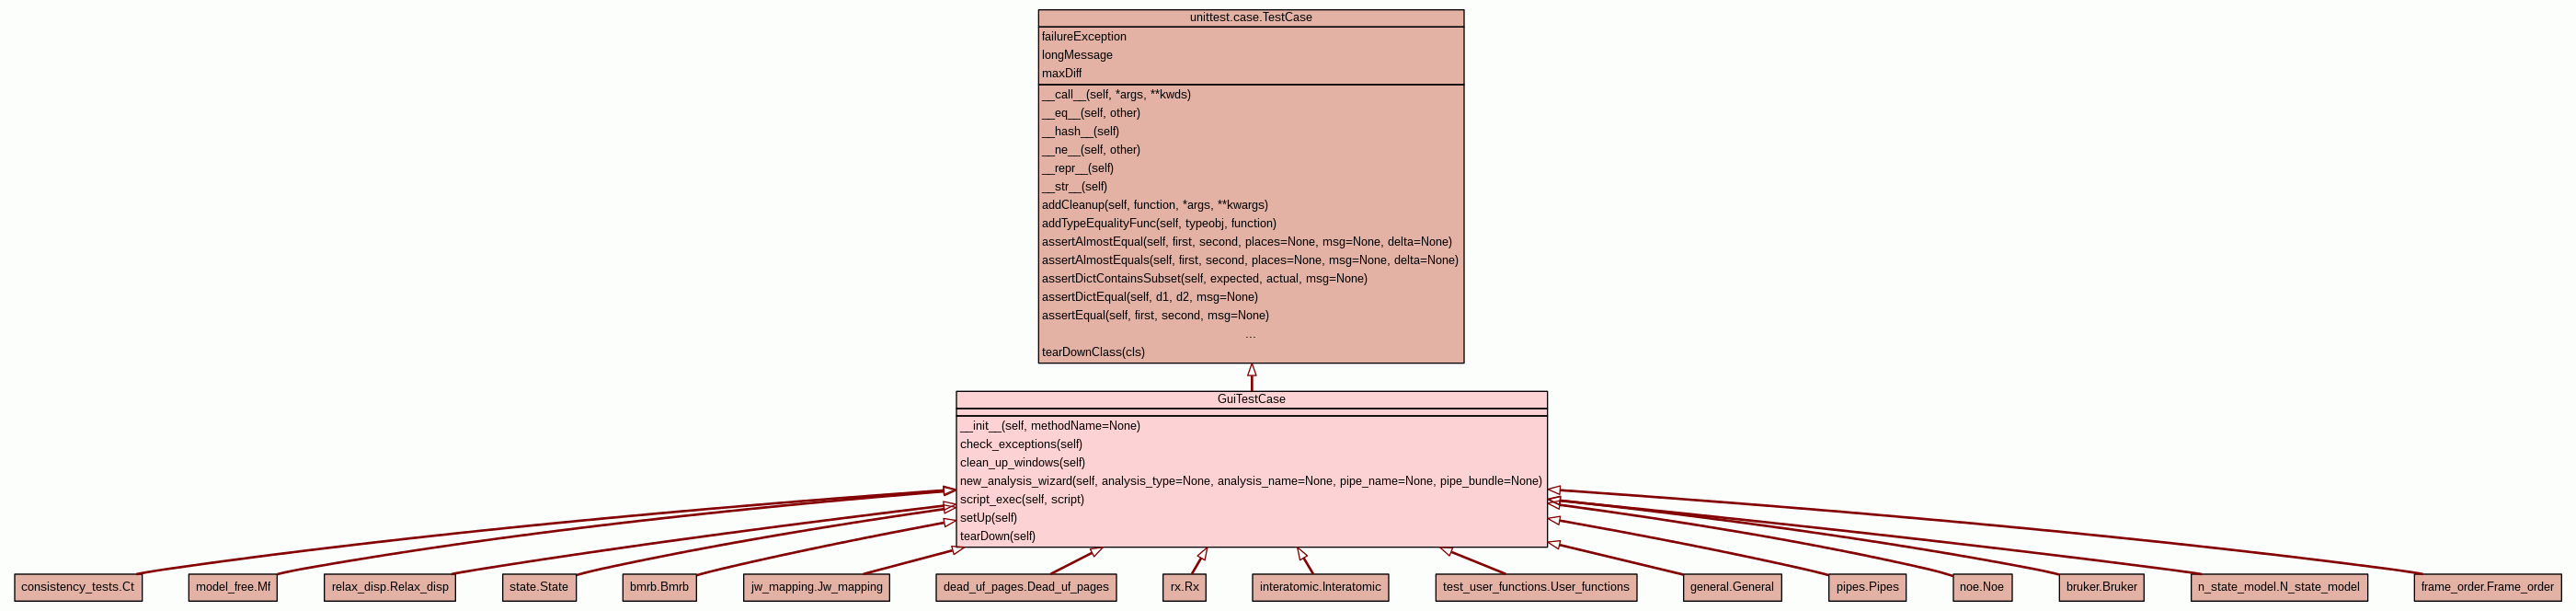 unittest.case.TestCase
failureException
longMessage
maxDiff
__call__(self, *args, **kwds)
__eq__(self, other)
__hash__(self)
__ne__(self, other)
__repr__(self)
__str__(self)
addCleanup(self, function, *args, **kwargs)
addTypeEqualityFunc(self, typeobj, function)
assertAlmostEqual(self, first, second, places=None, msg=None, delta=None)
assertAlmostEquals(self, first, second, places=None, msg=None, delta=None)
assertDictContainsSubset(self, expected, actual, msg=None)
assertDictEqual(self, d1, d2, msg=None)
assertEqual(self, first, second, msg=None)
...
tearDownClass(cls)
GuiTestCase
__init__(self, methodName=None)
check_exceptions(self)
clean_up_windows(self)
new_analysis_wizard(self, analysis_type=None, analysis_name=None, pipe_name=None, pipe_bundle=None)
script_exec(self, script)
setUp(self)
tearDown(self)
consistency_tests.Ct
model_free.Mf
relax_disp.Relax_disp
state.State
bmrb.Bmrb
jw_mapping.Jw_mapping
dead_uf_pages.Dead_uf_pages
rx.Rx
interatomic.Interatomic
test_user_functions.User_functions
general.General
pipes.Pipes
noe.Noe
bruker.Bruker
n_state_model.N_state_model
frame_order.Frame_order